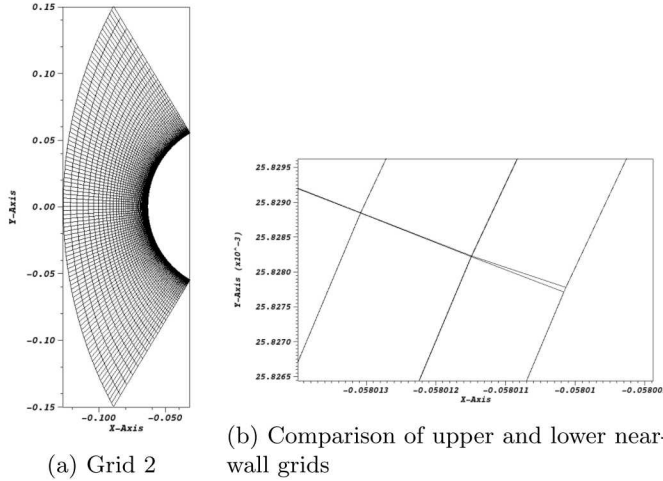 0.15
0.10
0.05
0.00
-0.05
-0.10
-0.15
Y-Axis
-0.100 -0.050
X-Axis
(a) Grid 2
25.8295
25.8290
25.8285
25.8280
25.8275
25.8270
25.8265
Y-Axis (x10^-3)
-0.058013 -0.058012 -0.058011 -0.05801 -0.05800
X-Axis
(b) Comparison of upper and lower near-
wall grids